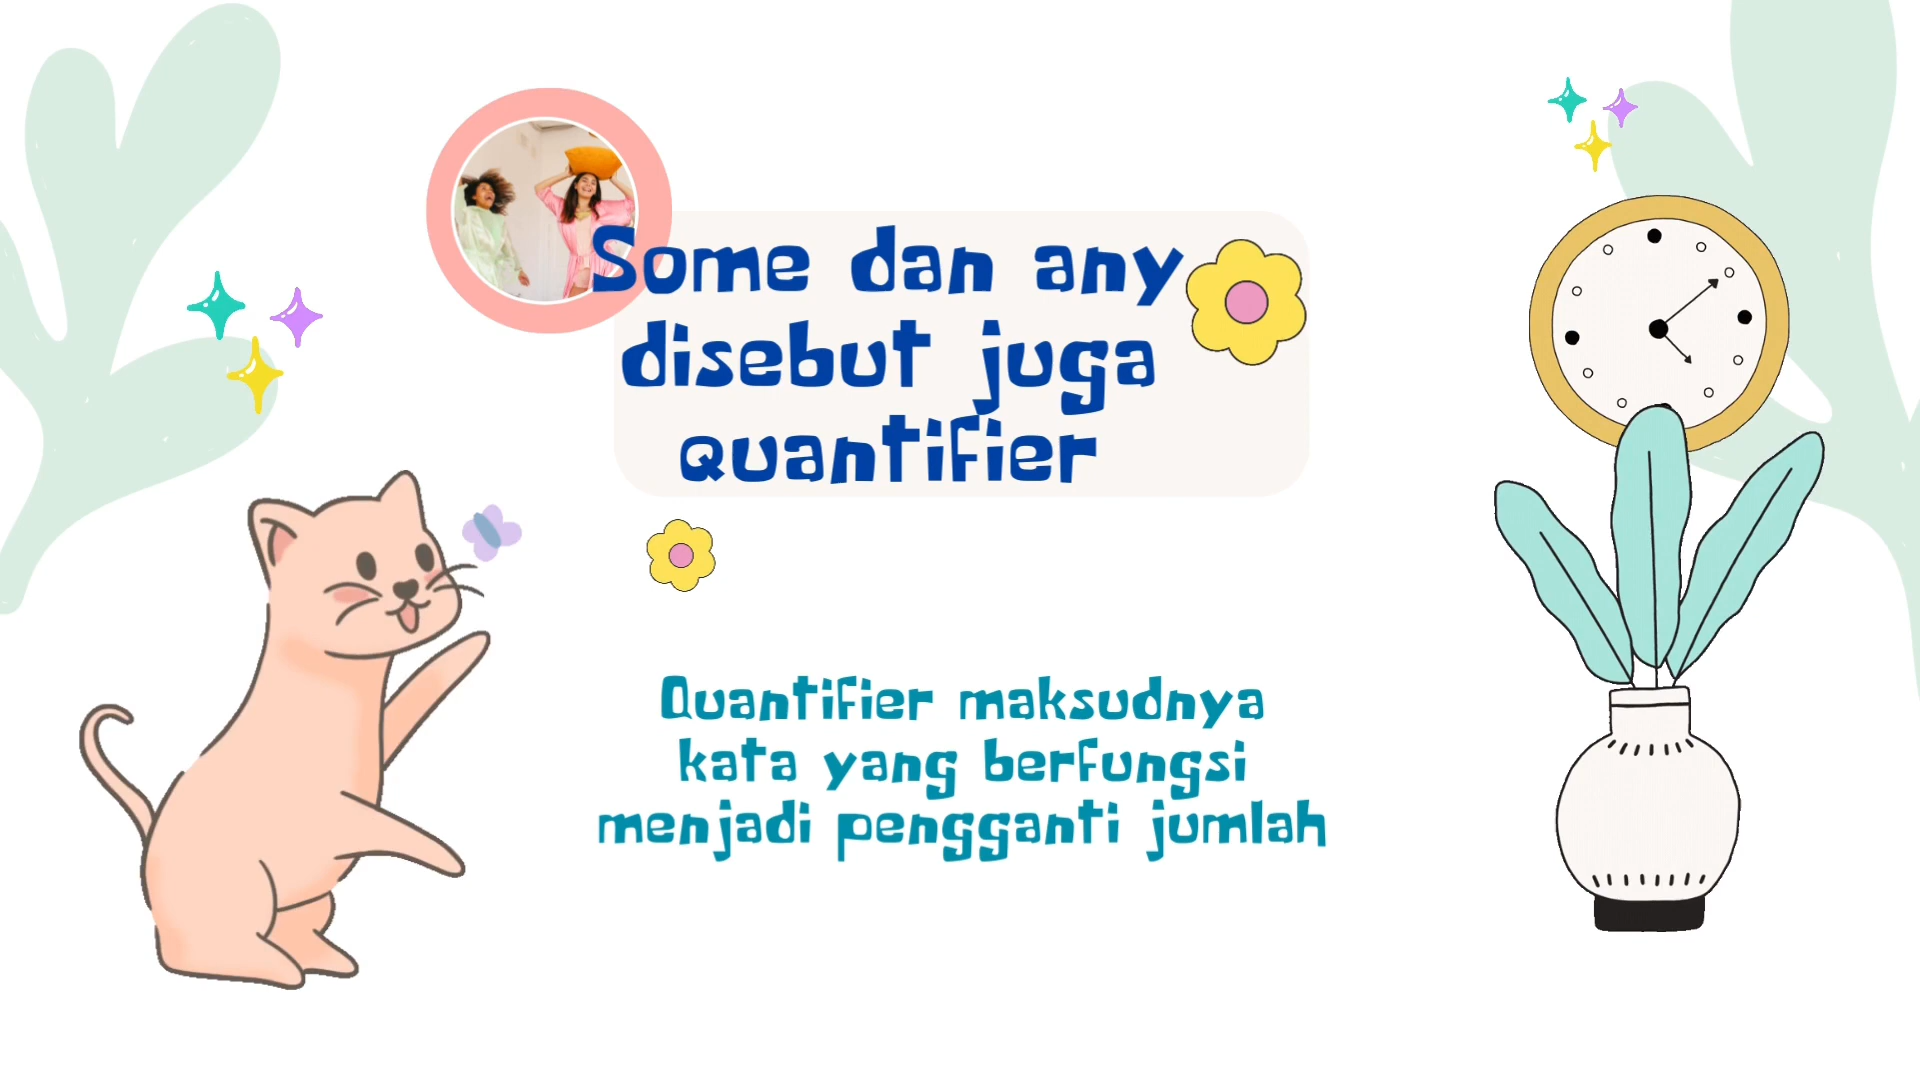 Some dan any
disebut juga
quantifier
Quantifier maksudnya
kata yang berfungsi
menjadi pengganti jumlah